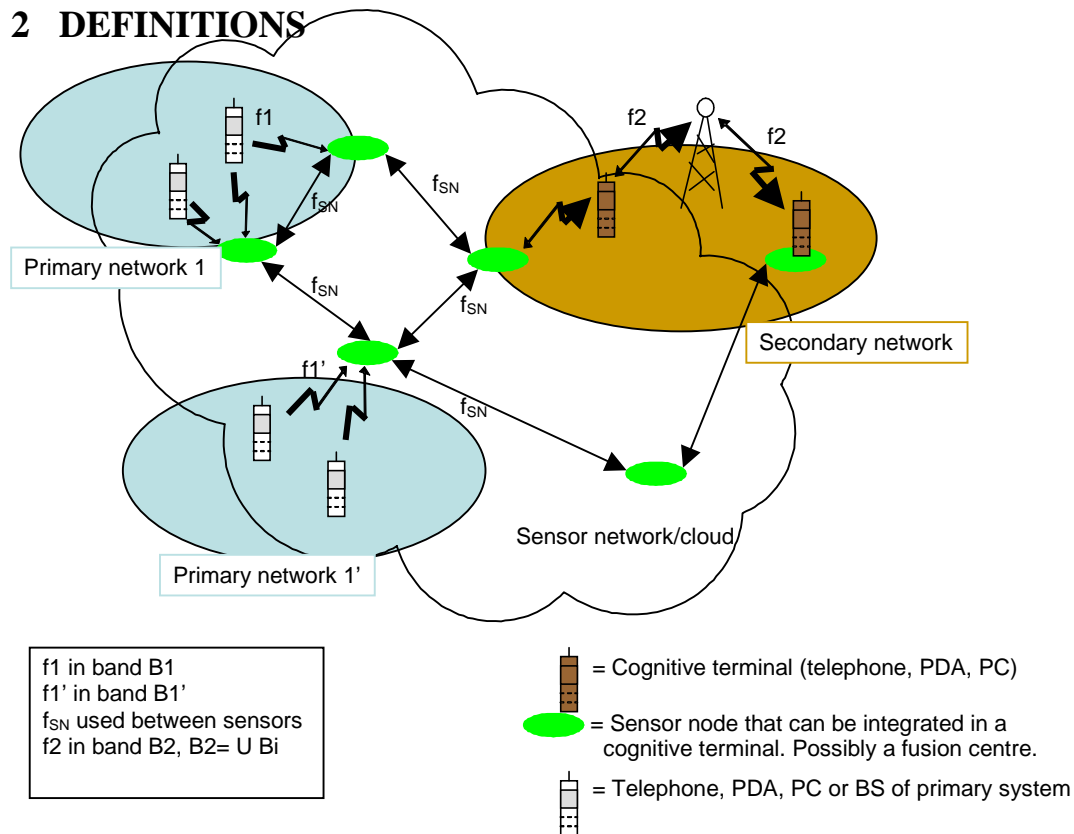 2 DEFINITIONS
f1
f2
f2
fSN
fSN
Primary network 1
fSN
fSN
Secondary network
f1’
fSN
Sensor network/cloud
Primary network 1’
f1 in band B1
f1’ in band B1’
fSN used between sensors
f2 in band B2, B2= U Bi
= Cognitive terminal (telephone, PDA, PC)
= Sensor node that can be integrated in a
cognitive terminal. Possibly a fusion centre.
= Telephone, PDA, PC or BS of primary system